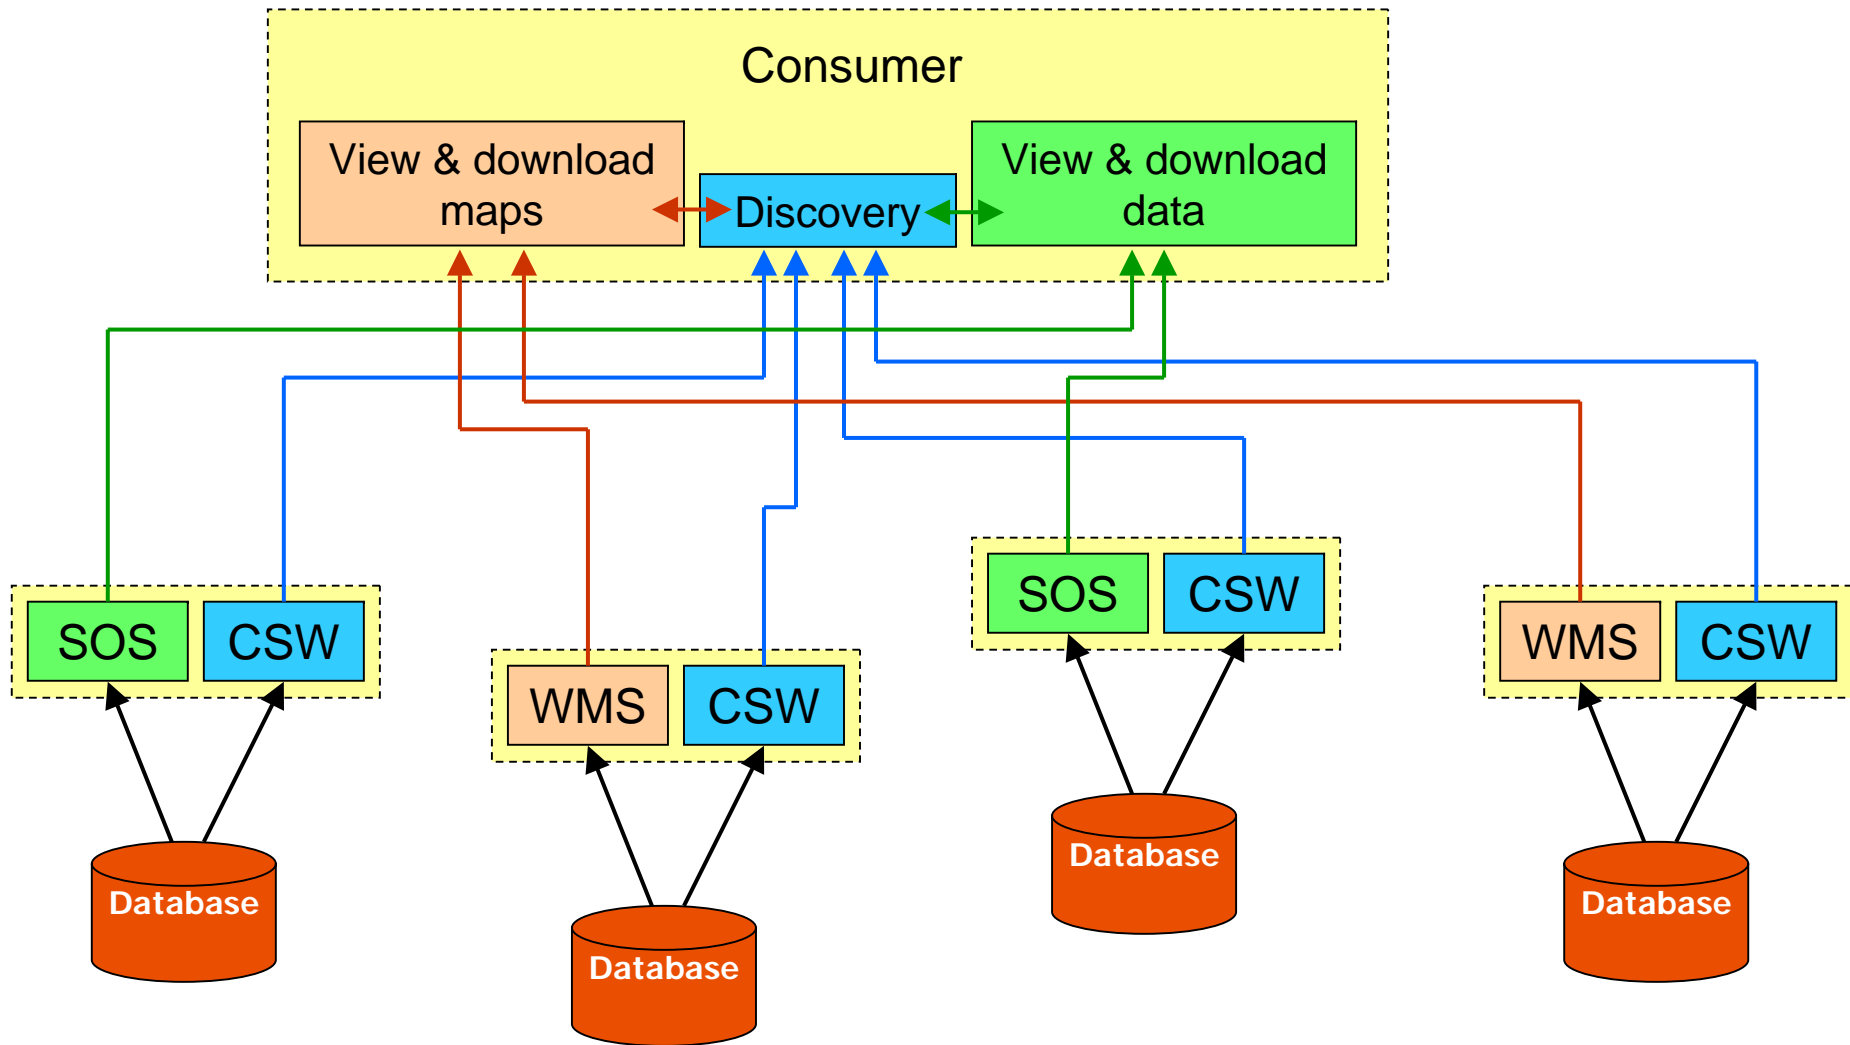 Consumer
View & download
maps
Discovery
View & download
data
SOS
CSW
WMS
CSW
SOS
CSW
WMS
CSW
Database
Database
Database
Database